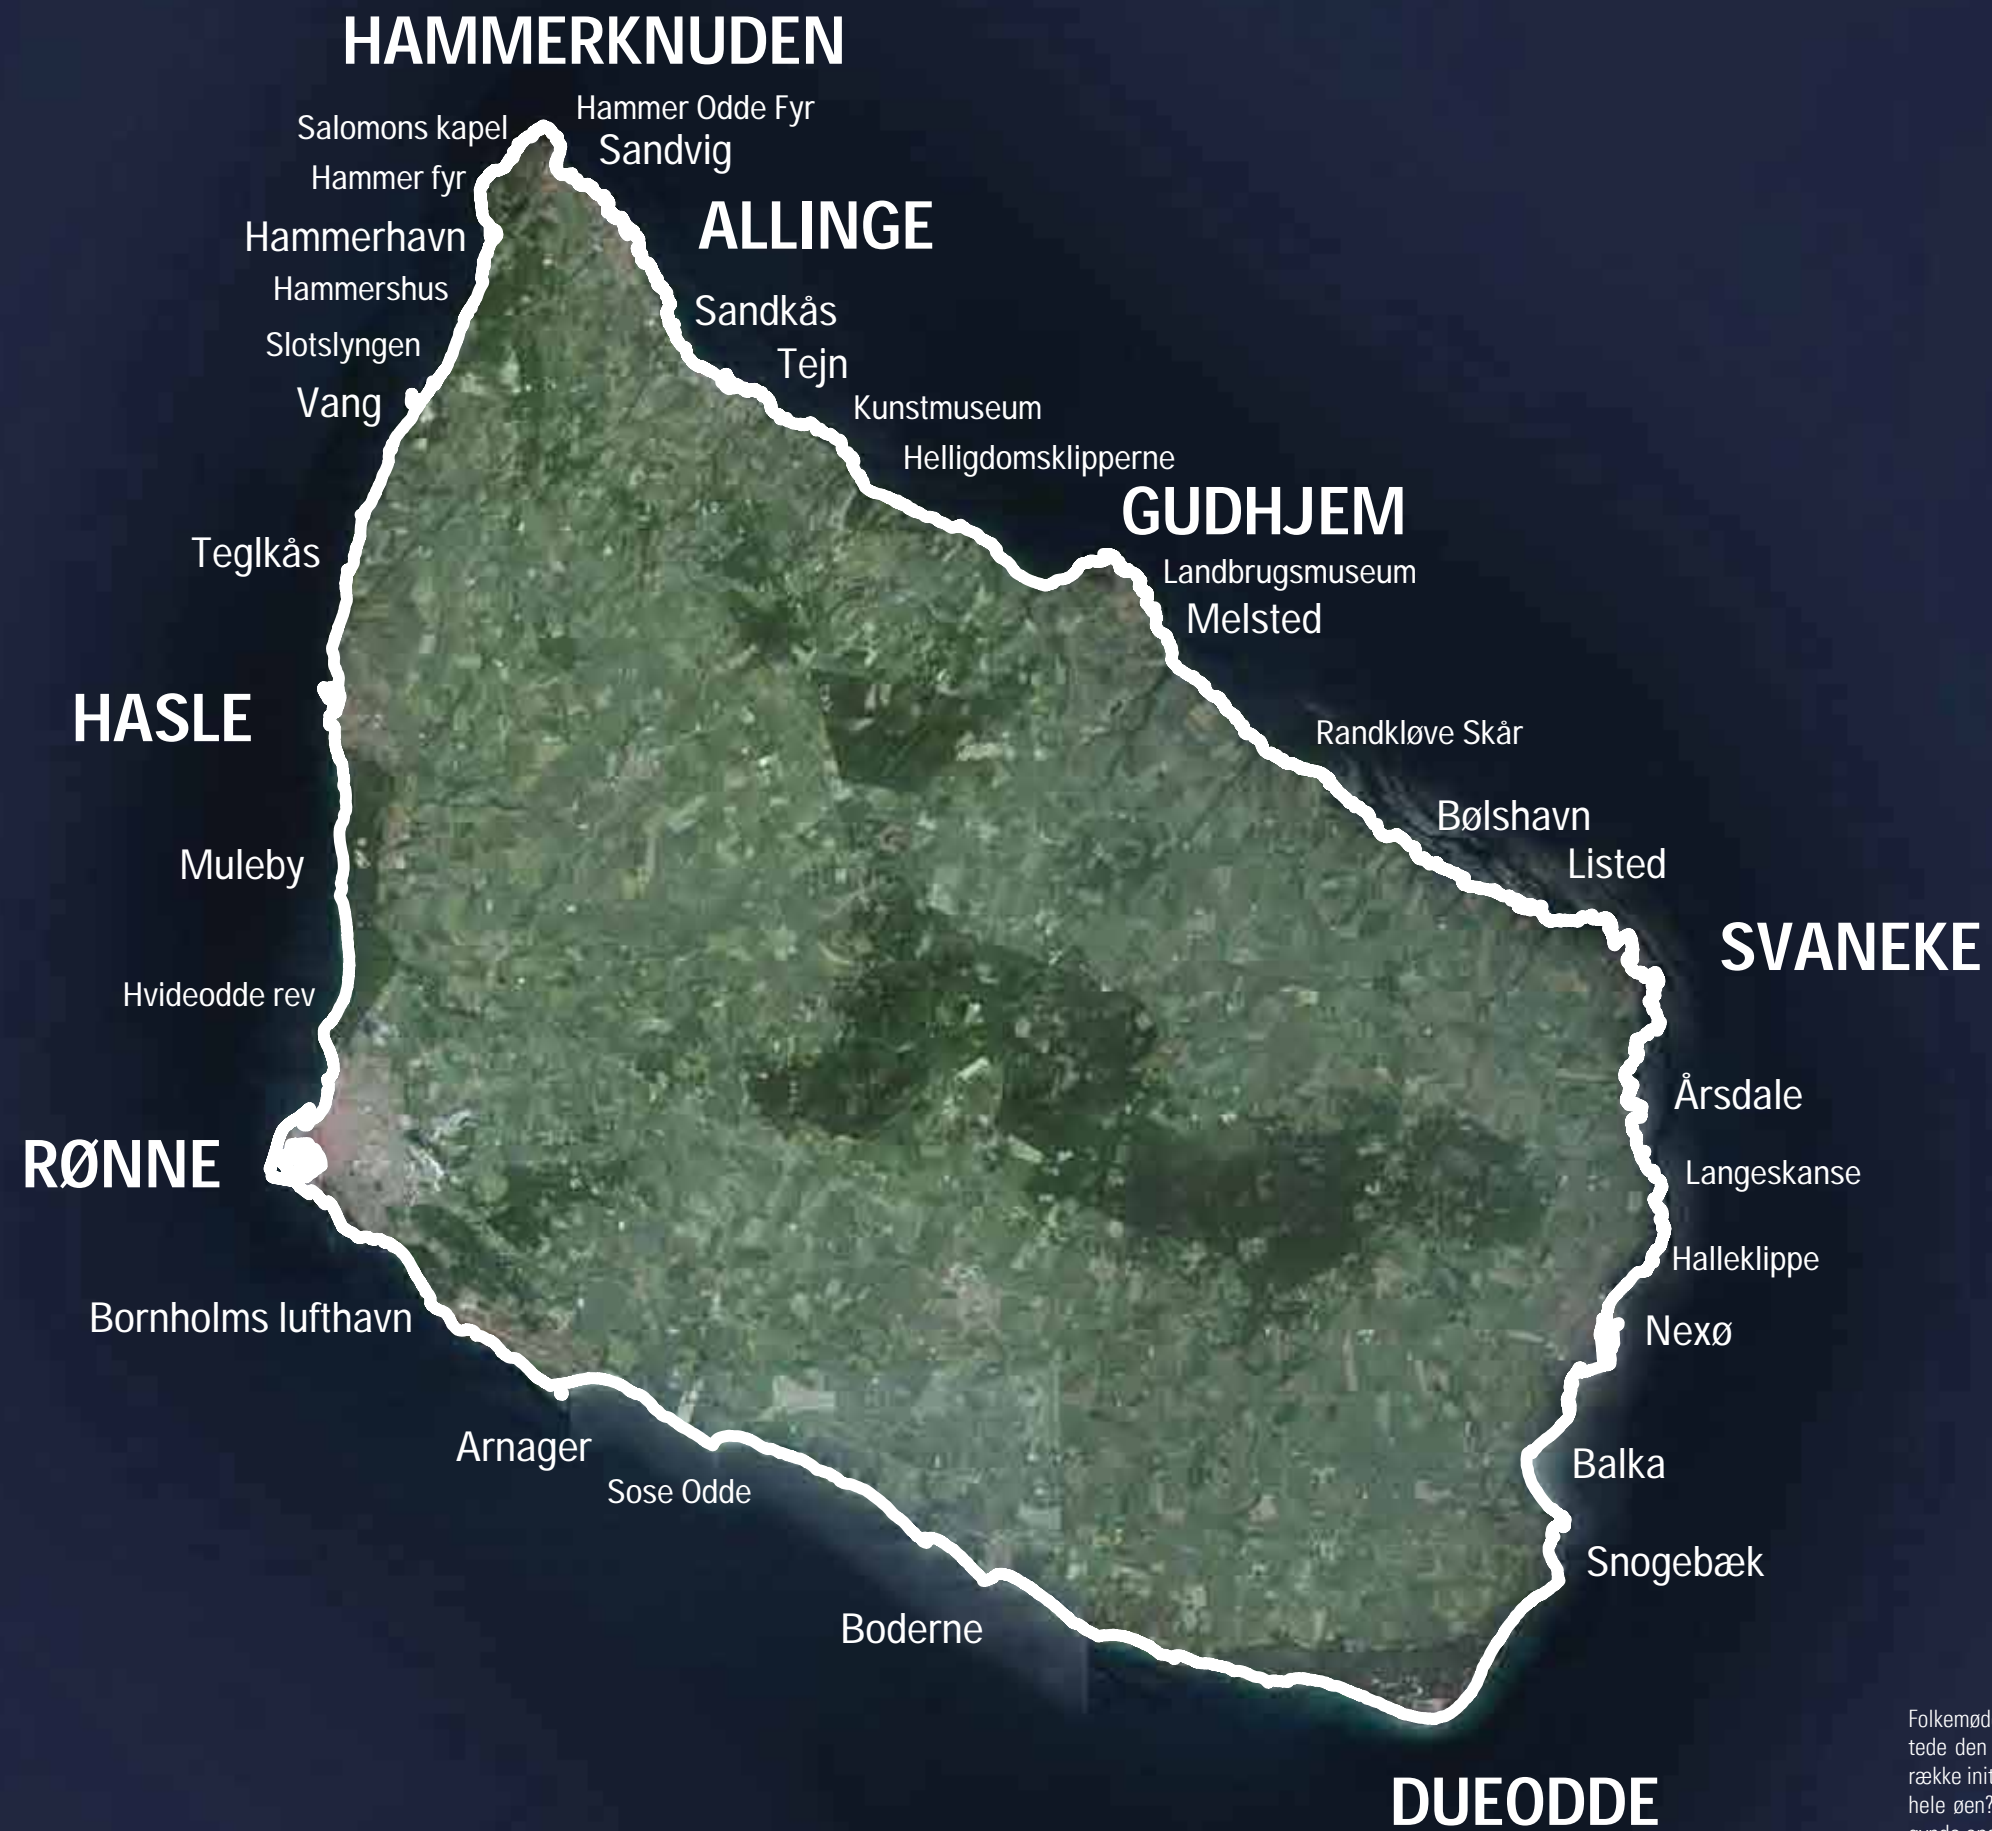 HAMMERKNUDEN
Hammer Odde Fyr
Salomons kapel
Sandvig
Hammer fyr
ALLINGE
Hammerhavn
Hammershus
Sandkås
Slotslyngen
Tejn
Vang
Kunstmuseum
Helligdomsklipperne
GUDHJEM
Teglkås
Landbrugsmuseum
Melsted
HASLE
Randkløve Skår
Bølshavn
Muleby
Listed
SVANEKE
Hvideodde rev
Årsdale
RØNNE
Langeskanse
Halleklippe
Bornholms lufthavn
Nexø
Arnager
Balka
Sose Odde
Snogebæk
Boderne
DUEODDE
Folkemød
tede den
række init
hele øen?